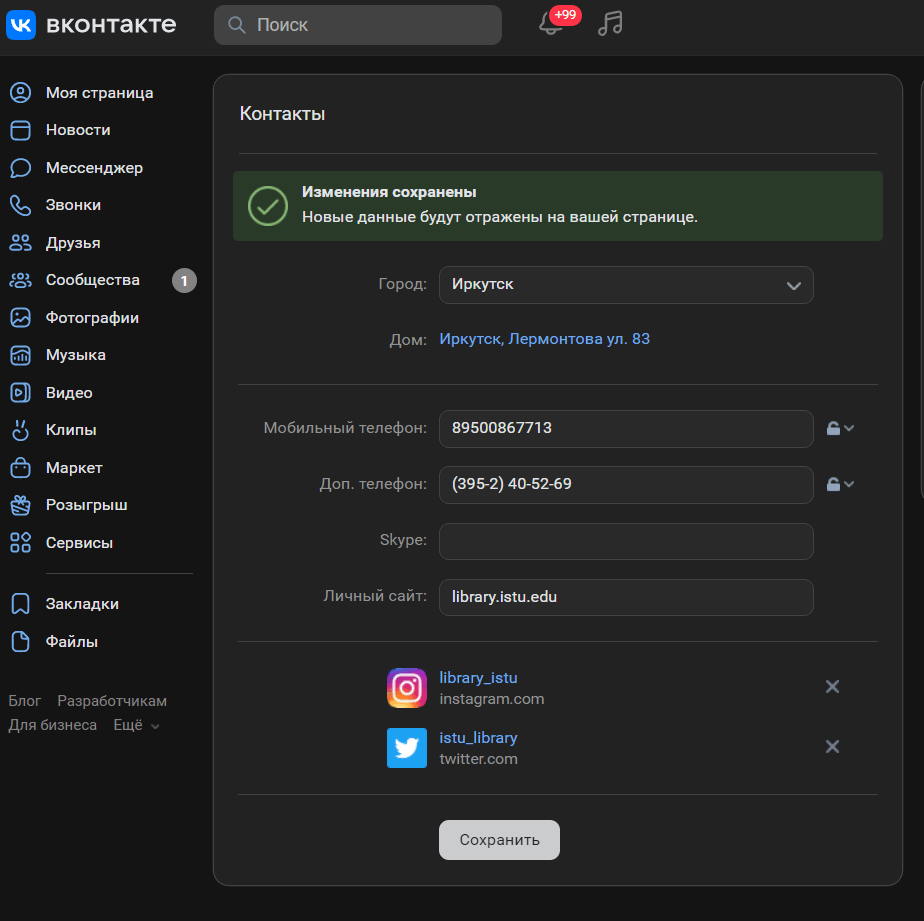 вконтакте
Поиск
+99
Моя страница
Новости
Мессенджер
Звонки
Друзья
Сообщества 1
Фотографии
Музыка
Видео
Клипы
Маркет
Розыгрыш
Сервисы
Закладки
Файлы
Блог Разработчикам
Для бизнеса Ещё
Контакты
Изменения сохранены
Новые данные будут отражены на вашей странице.
Город: Иркутск
Дом: Иркутск, Лермонтова ул. 83
Мобильный телефон: 89500867713
Доп. телефон: (395-2) 40-52-69
Skype:
Личный сайт: library.istu.edu
library_istu
instagram.com
istu_library
twitter.com
Сохранить